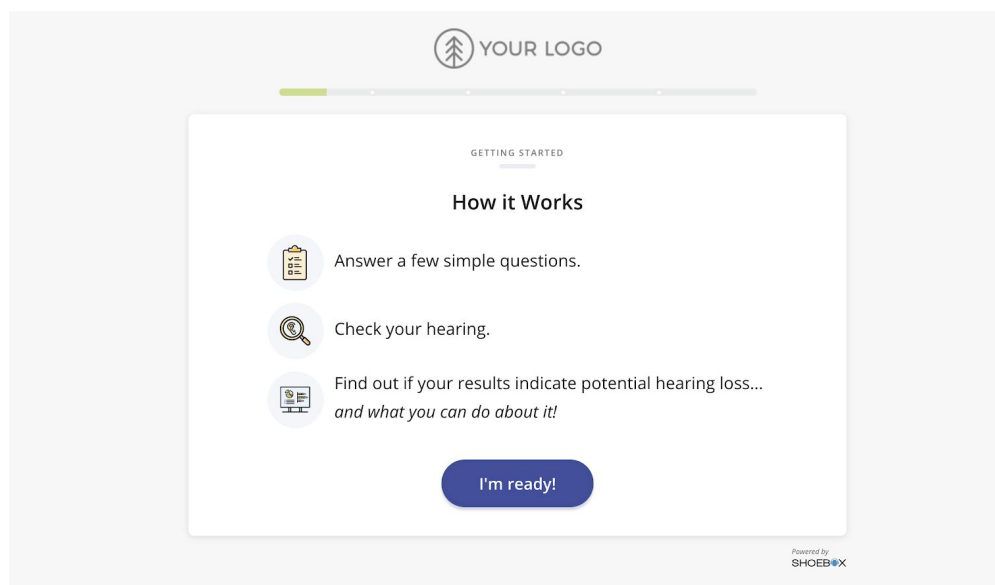 YOUR LOGO
GETTING STARTED
How it Works
Answer a few simple questions.
Check your hearing.
Find out if your results indicate potential hearing loss...
and what you can do about it!
I'm ready!
Powered by
SHOEBOX